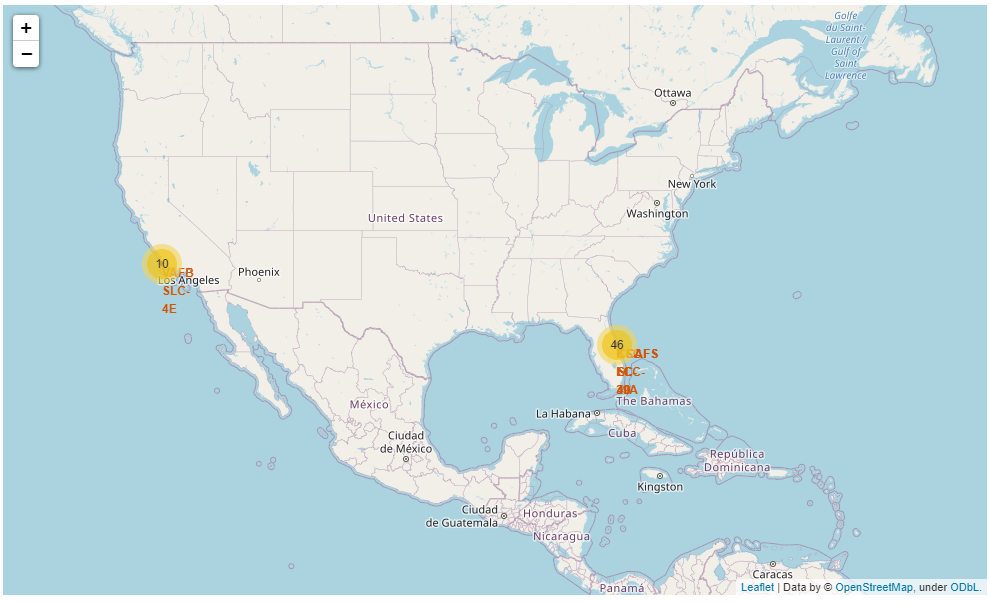 +
−
Golfe
du Saint-
Laurent /
Gulf of
Saint
Lawrence
Ottawa
New York
Washington
United States
10
VAFB
SLC-
4E
Los Angeles
Phoenix
46
The Bahamas
La Habana
Cuba
México
Ciudad
de México
República
Dominicana
Kingston
Ciudad
de Guatemala
Honduras
Nicaragua
Caracas
Panamá
Leaflet | Data by © OpenStreetMap, under ODbL.